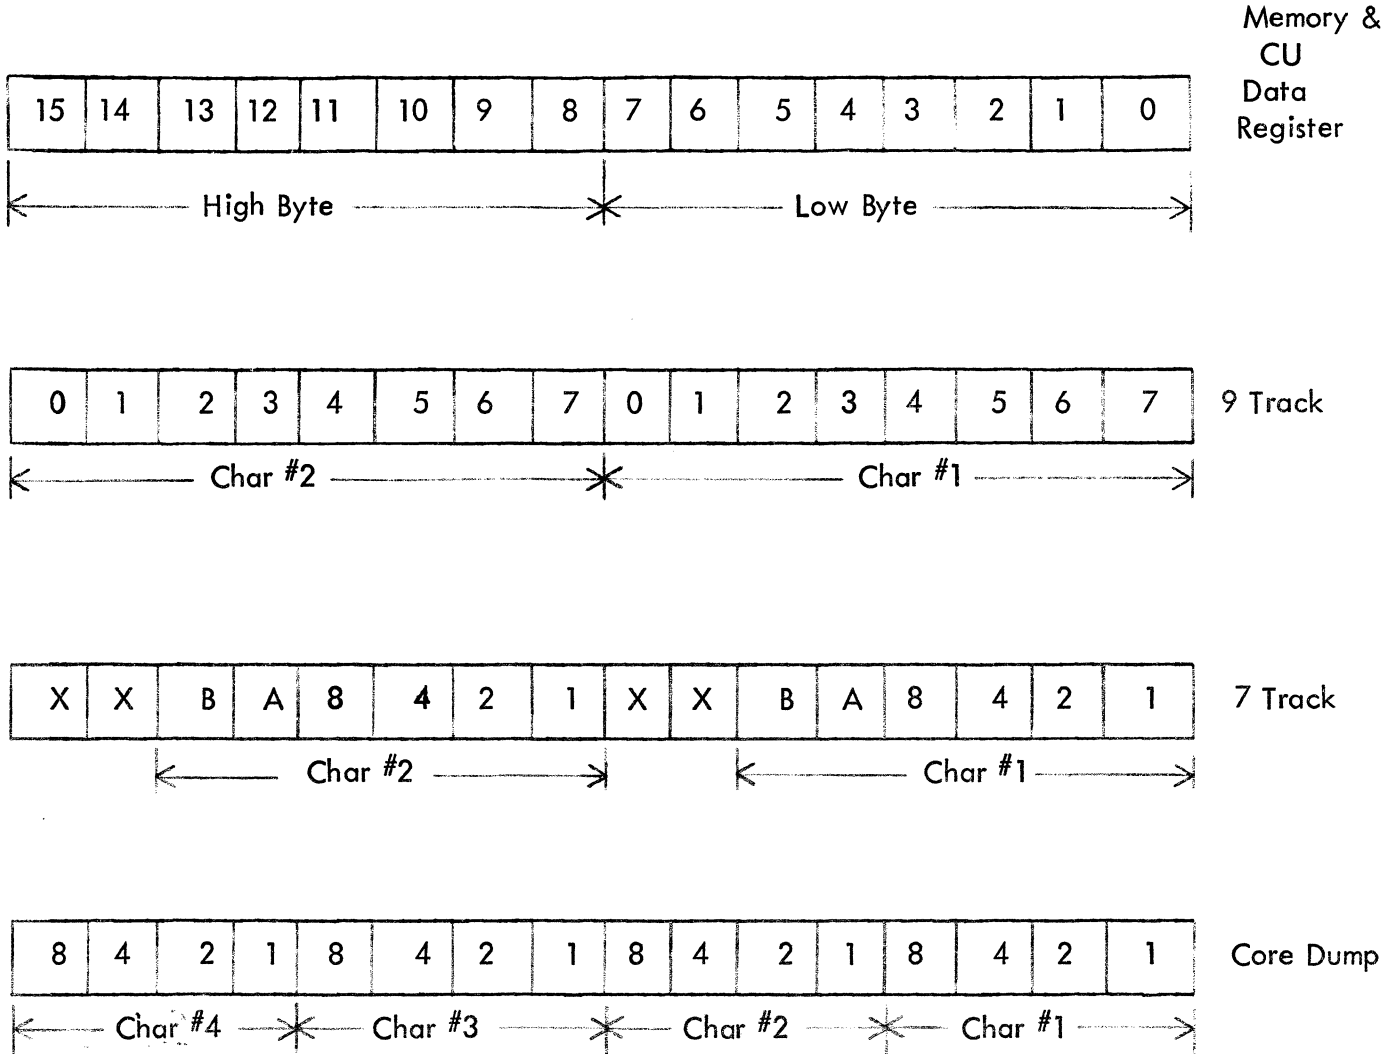 Memory &
CU
Data
Register
15 14 13 12 11 10 9 8 7 6 5 4 3 2 1 0
High Byte Low Byte
0 1 2 3 4 5 6 7 0 1 2 3 4 5 6 7 9 Track
Char #2 Char #1
X X B A 8 4 2 1 X X B A 8 4 2 1 7 Track
Char #2 Char #1
8 4 2 1 8 4 2 1 8 4 2 1 8 4 2 1 Core Dump
Char #4 Char #3 Char #2 Char #1